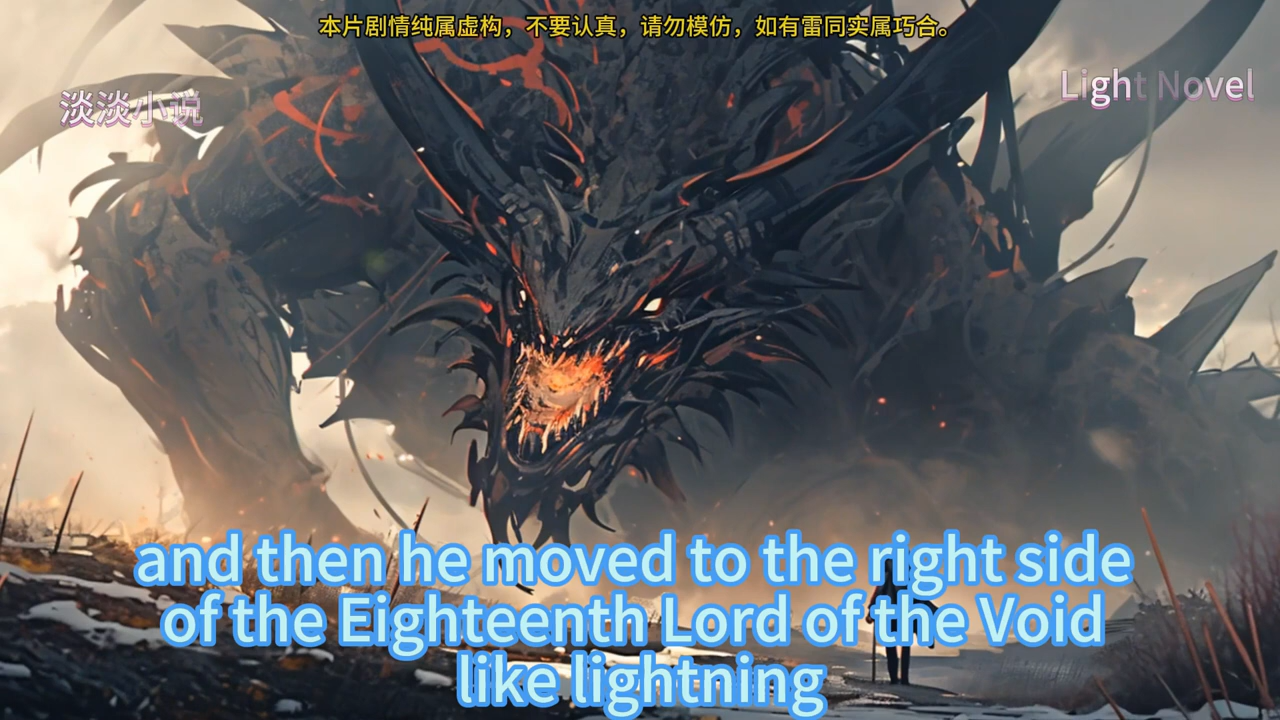 本片剧情纯属虚构，不要认真，请勿模仿，如有雷同实属巧合。
淡淡小说
Light Novel
and then he moved to the right side
of the Eighteenth Lord of the Void
like lightning